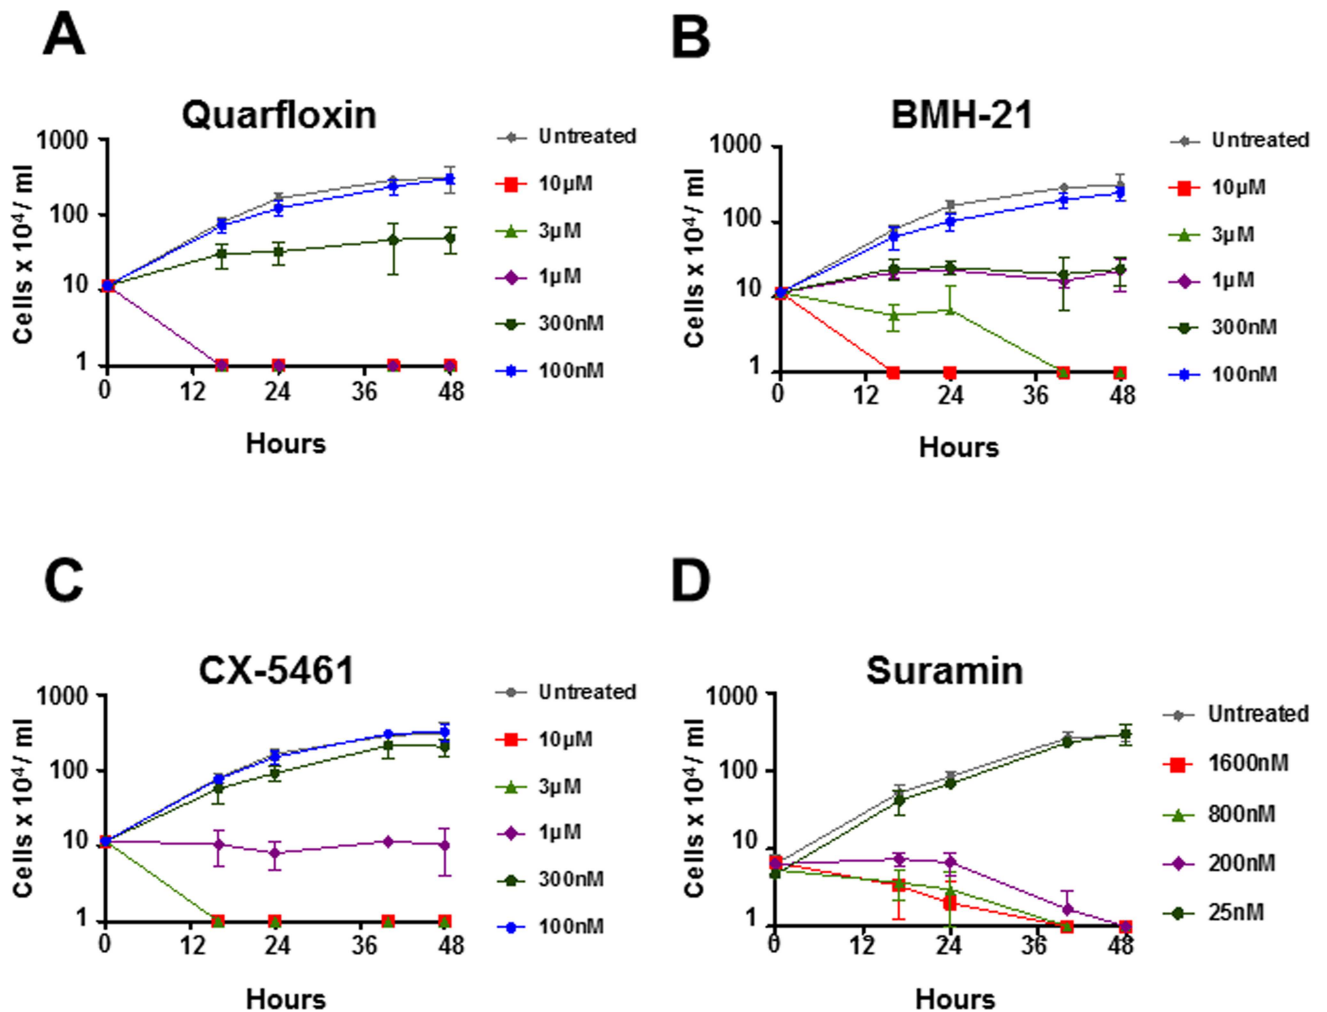 A
Quarfloxin
Cells x 10⁴/ ml
1000
100
10
1
0 12 24 36 48
Hours
Untreated
10µM
3µM
1µM
300nM
100nM
B
BMH-21
Cells x 10⁴/ ml
1000
100
10
1
0 12 24 36 48
Hours
Untreated
10µM
3µM
1µM
300nM
100nM
C
CX-5461
Cells x 10⁴/ ml
1000
100
10
1
0 12 24 36 48
Hours
Untreated
10µM
3µM
1µM
300nM
100nM
D
Suramin
Cells x 10⁴/ ml
1000
100
10
1
0 12 24 36 48
Hours
Untreated
1600nM
800nM
200nM
25nM